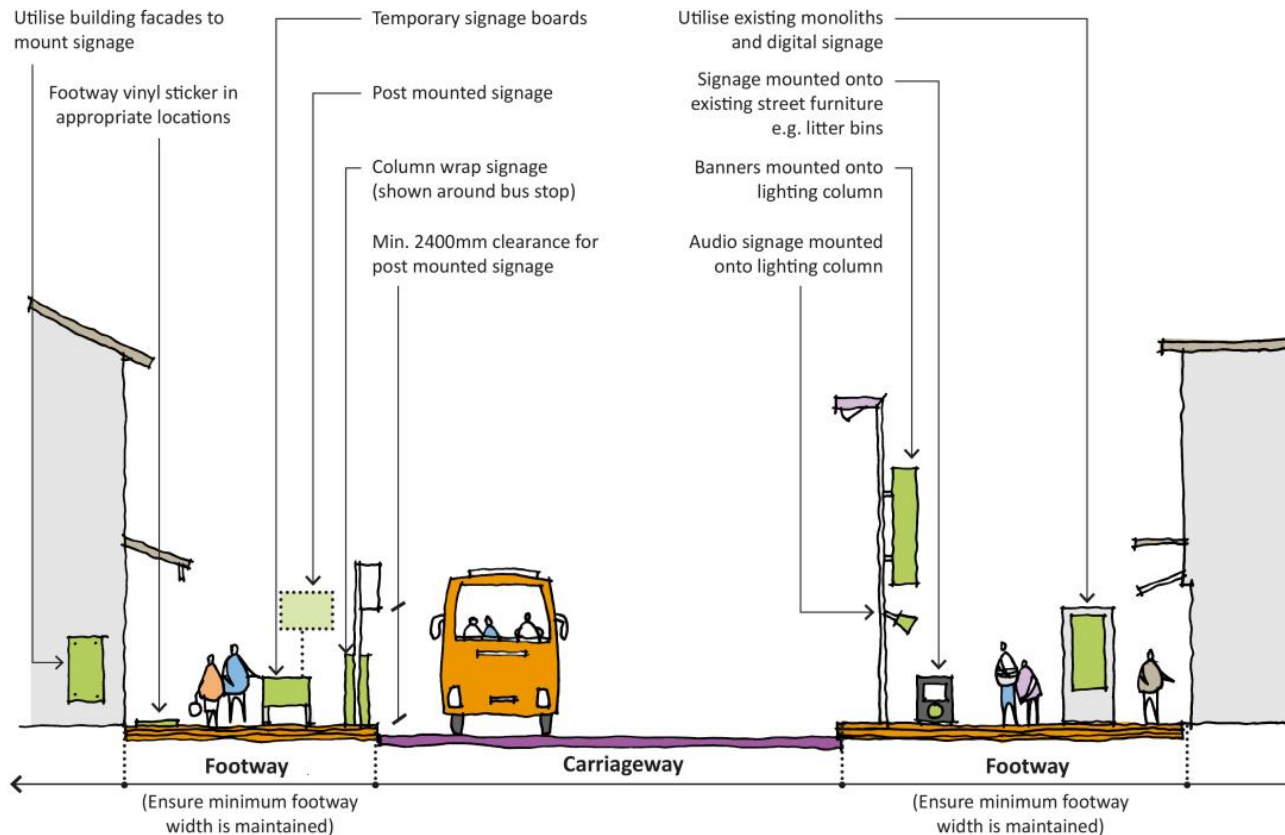 Utilise building facades to
mount signage
Footway vinyl sticker in
appropriate locations
Temporary signage boards
Post mounted signage
Column wrap signage
(shown around bus stop)
Min. 2400mm clearance for
post mounted signage
Utilise existing monoliths
and digital signage
Signage mounted onto
existing street furniture
e.g. litter bins
Banners mounted onto
lighting column
Audio signage mounted
onto lighting column
Footway
Carriageway
Footway
(Ensure minimum footway
width is maintained)
(Ensure minimum footway
width is maintained)